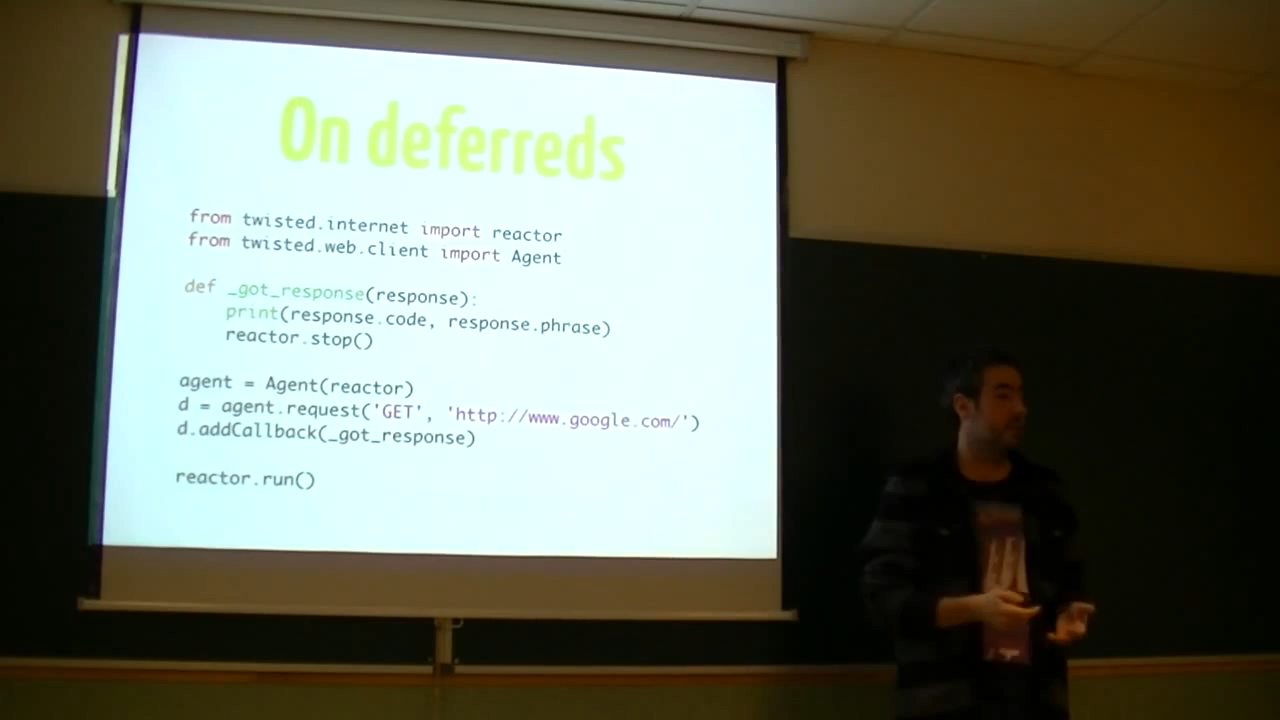 On deferreds
from twisted.internet import reactor
from twisted.web.client import Agent
def _got_response(response):
print(response.code, response.phrase)
reactor.stop()
agent = Agent(reactor)
d = agent.request('GET', 'http://www.google.com/')
d.addCallback(_got_response)
reactor.run()